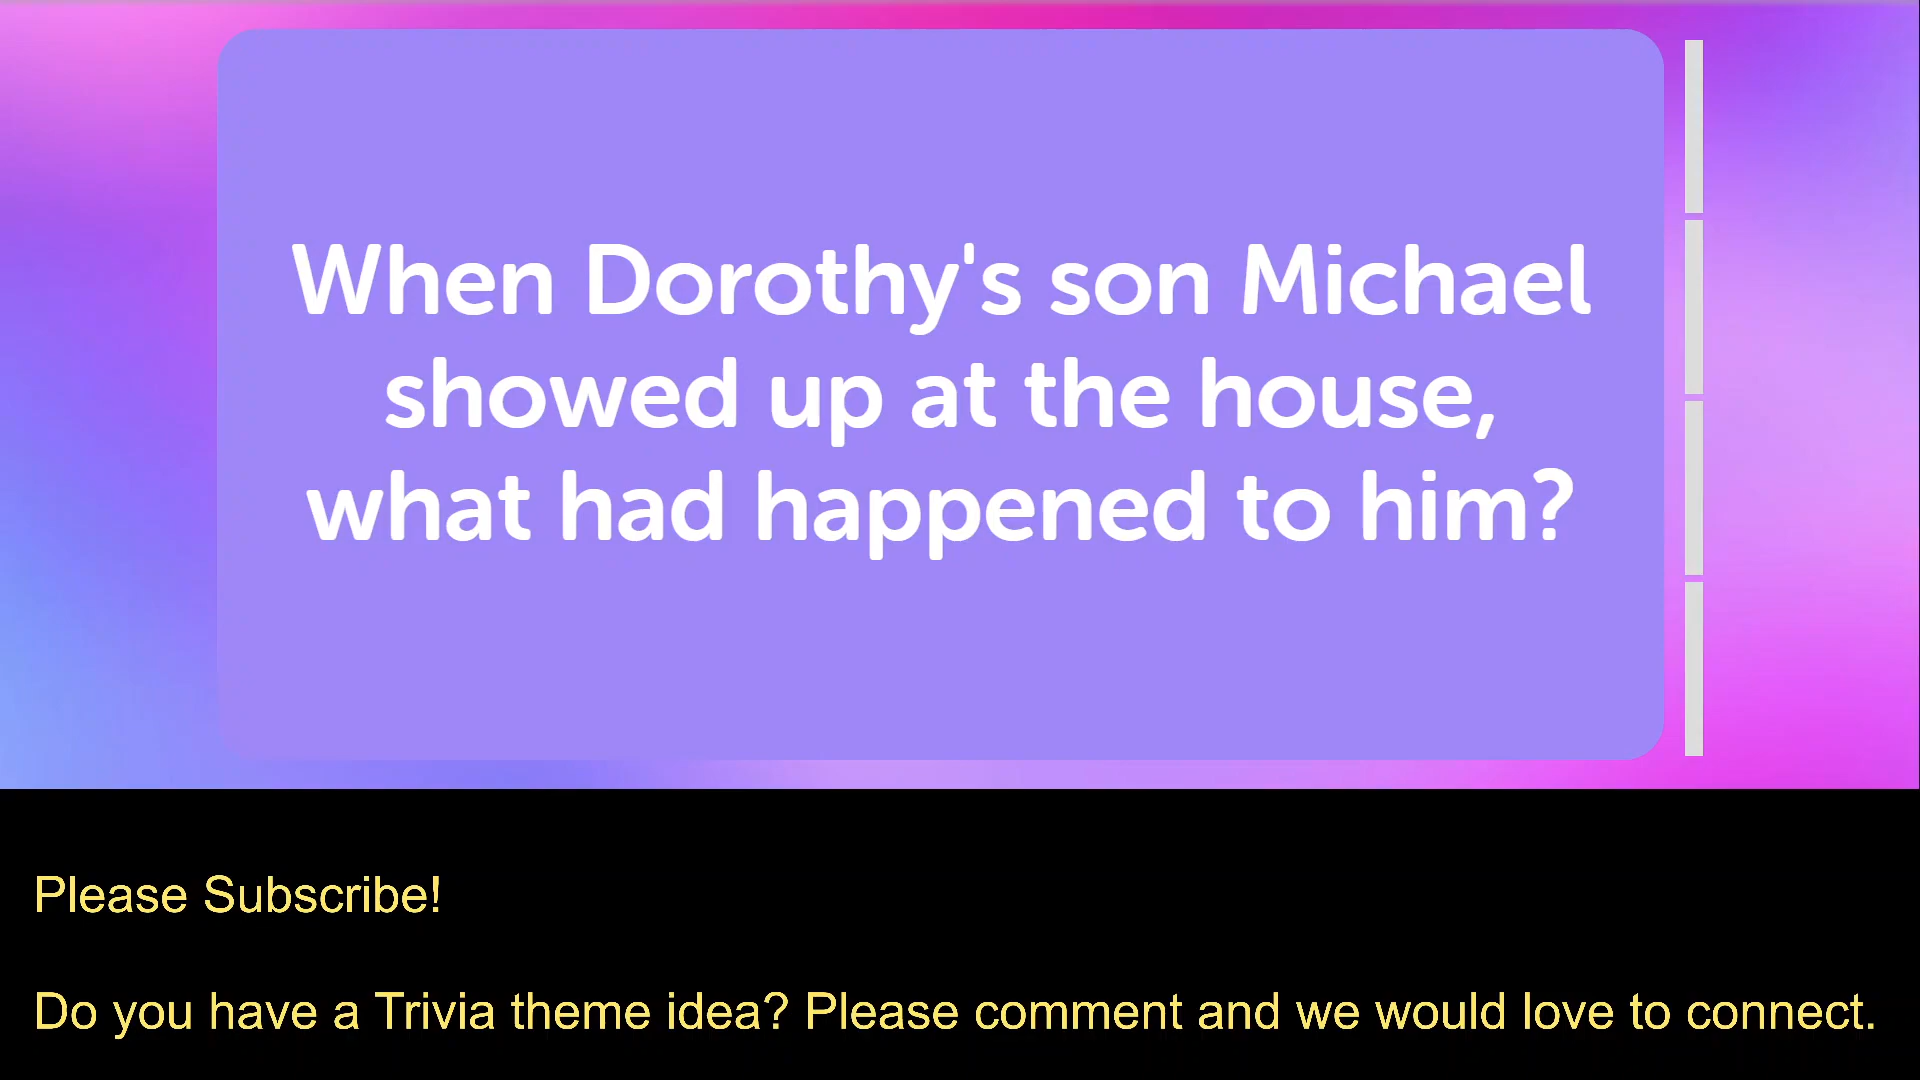 When Dorothy's son Michael
showed up at the house,
what had happened to him?
Please Subscribe!
Do you have a Trivia theme idea? Please comment and we would love to connect.